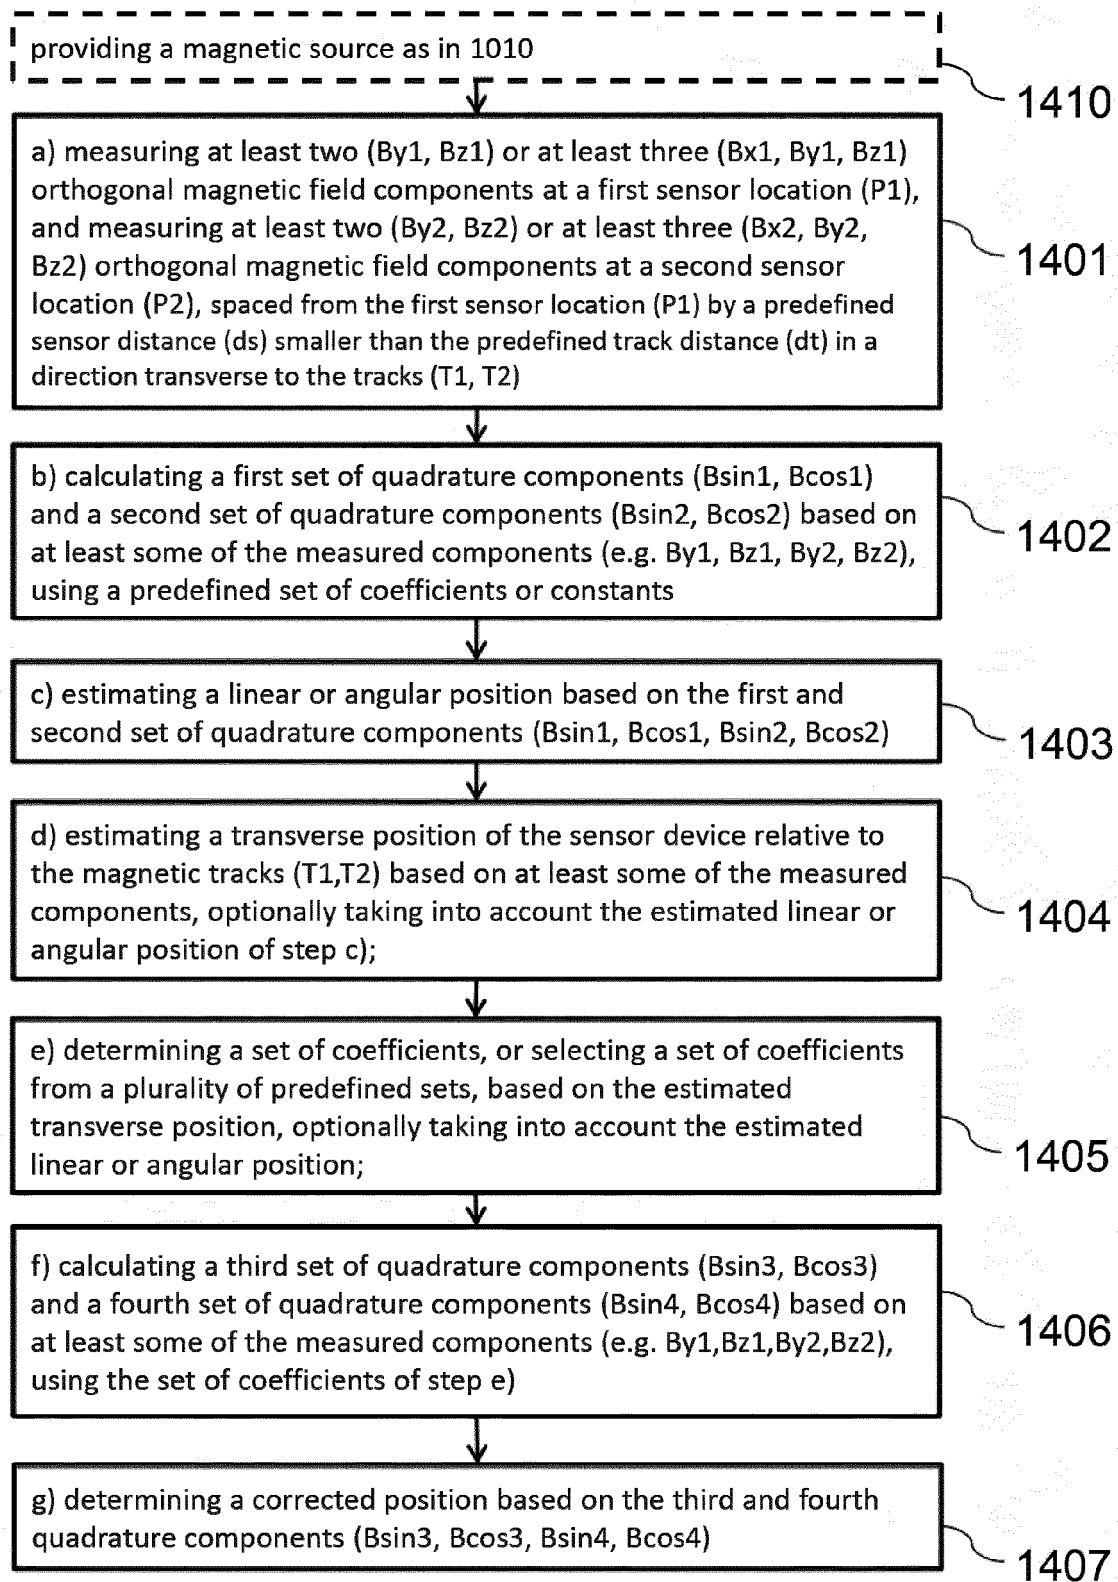 providing a magnetic source as in 1010
1410
a) measuring at least two (By1, Bz1) or at least three (Bx1, By1, Bz1)
orthogonal magnetic field components at a first sensor location (P1),
and measuring at least two (By2, Bz2) or at least three (Bx2, By2,
Bz2) orthogonal magnetic field components at a second sensor
location (P2), spaced from the first sensor location (P1) by a predefined
sensor distance (ds) smaller than the predefined track distance (dt) in a
direction transverse to the tracks (T1, T2)
1401
b) calculating a first set of quadrature components (Bsin1, Bcos1)
and a second set of quadrature components (Bsin2, Bcos2) based on
at least some of the measured components (e.g. By1, Bz1, By2, Bz2),
using a predefined set of coefficients or constants
1402
c) estimating a linear or angular position based on the first and
second set of quadrature components (Bsin1, Bcos1, Bsin2, Bcos2)
1403
d) estimating a transverse position of the sensor device relative to
the magnetic tracks (T1,T2) based on at least some of the measured
components, optionally taking into account the estimated linear or
angular position of step c);
1404
e) determining a set of coefficients, or selecting a set of coefficients
from a plurality of predefined sets, based on the estimated
transverse position, optionally taking into account the estimated
linear or angular position;
1405
f) calculating a third set of quadrature components (Bsin3, Bcos3)
and a fourth set of quadrature components (Bsin4, Bcos4) based on
at least some of the measured components (e.g. By1,Bz1,By2,Bz2),
using the set of coefficients of step e)
1406
g) determining a corrected position based on the third and fourth
quadrature components (Bsin3, Bcos3, Bsin4, Bcos4)
1407